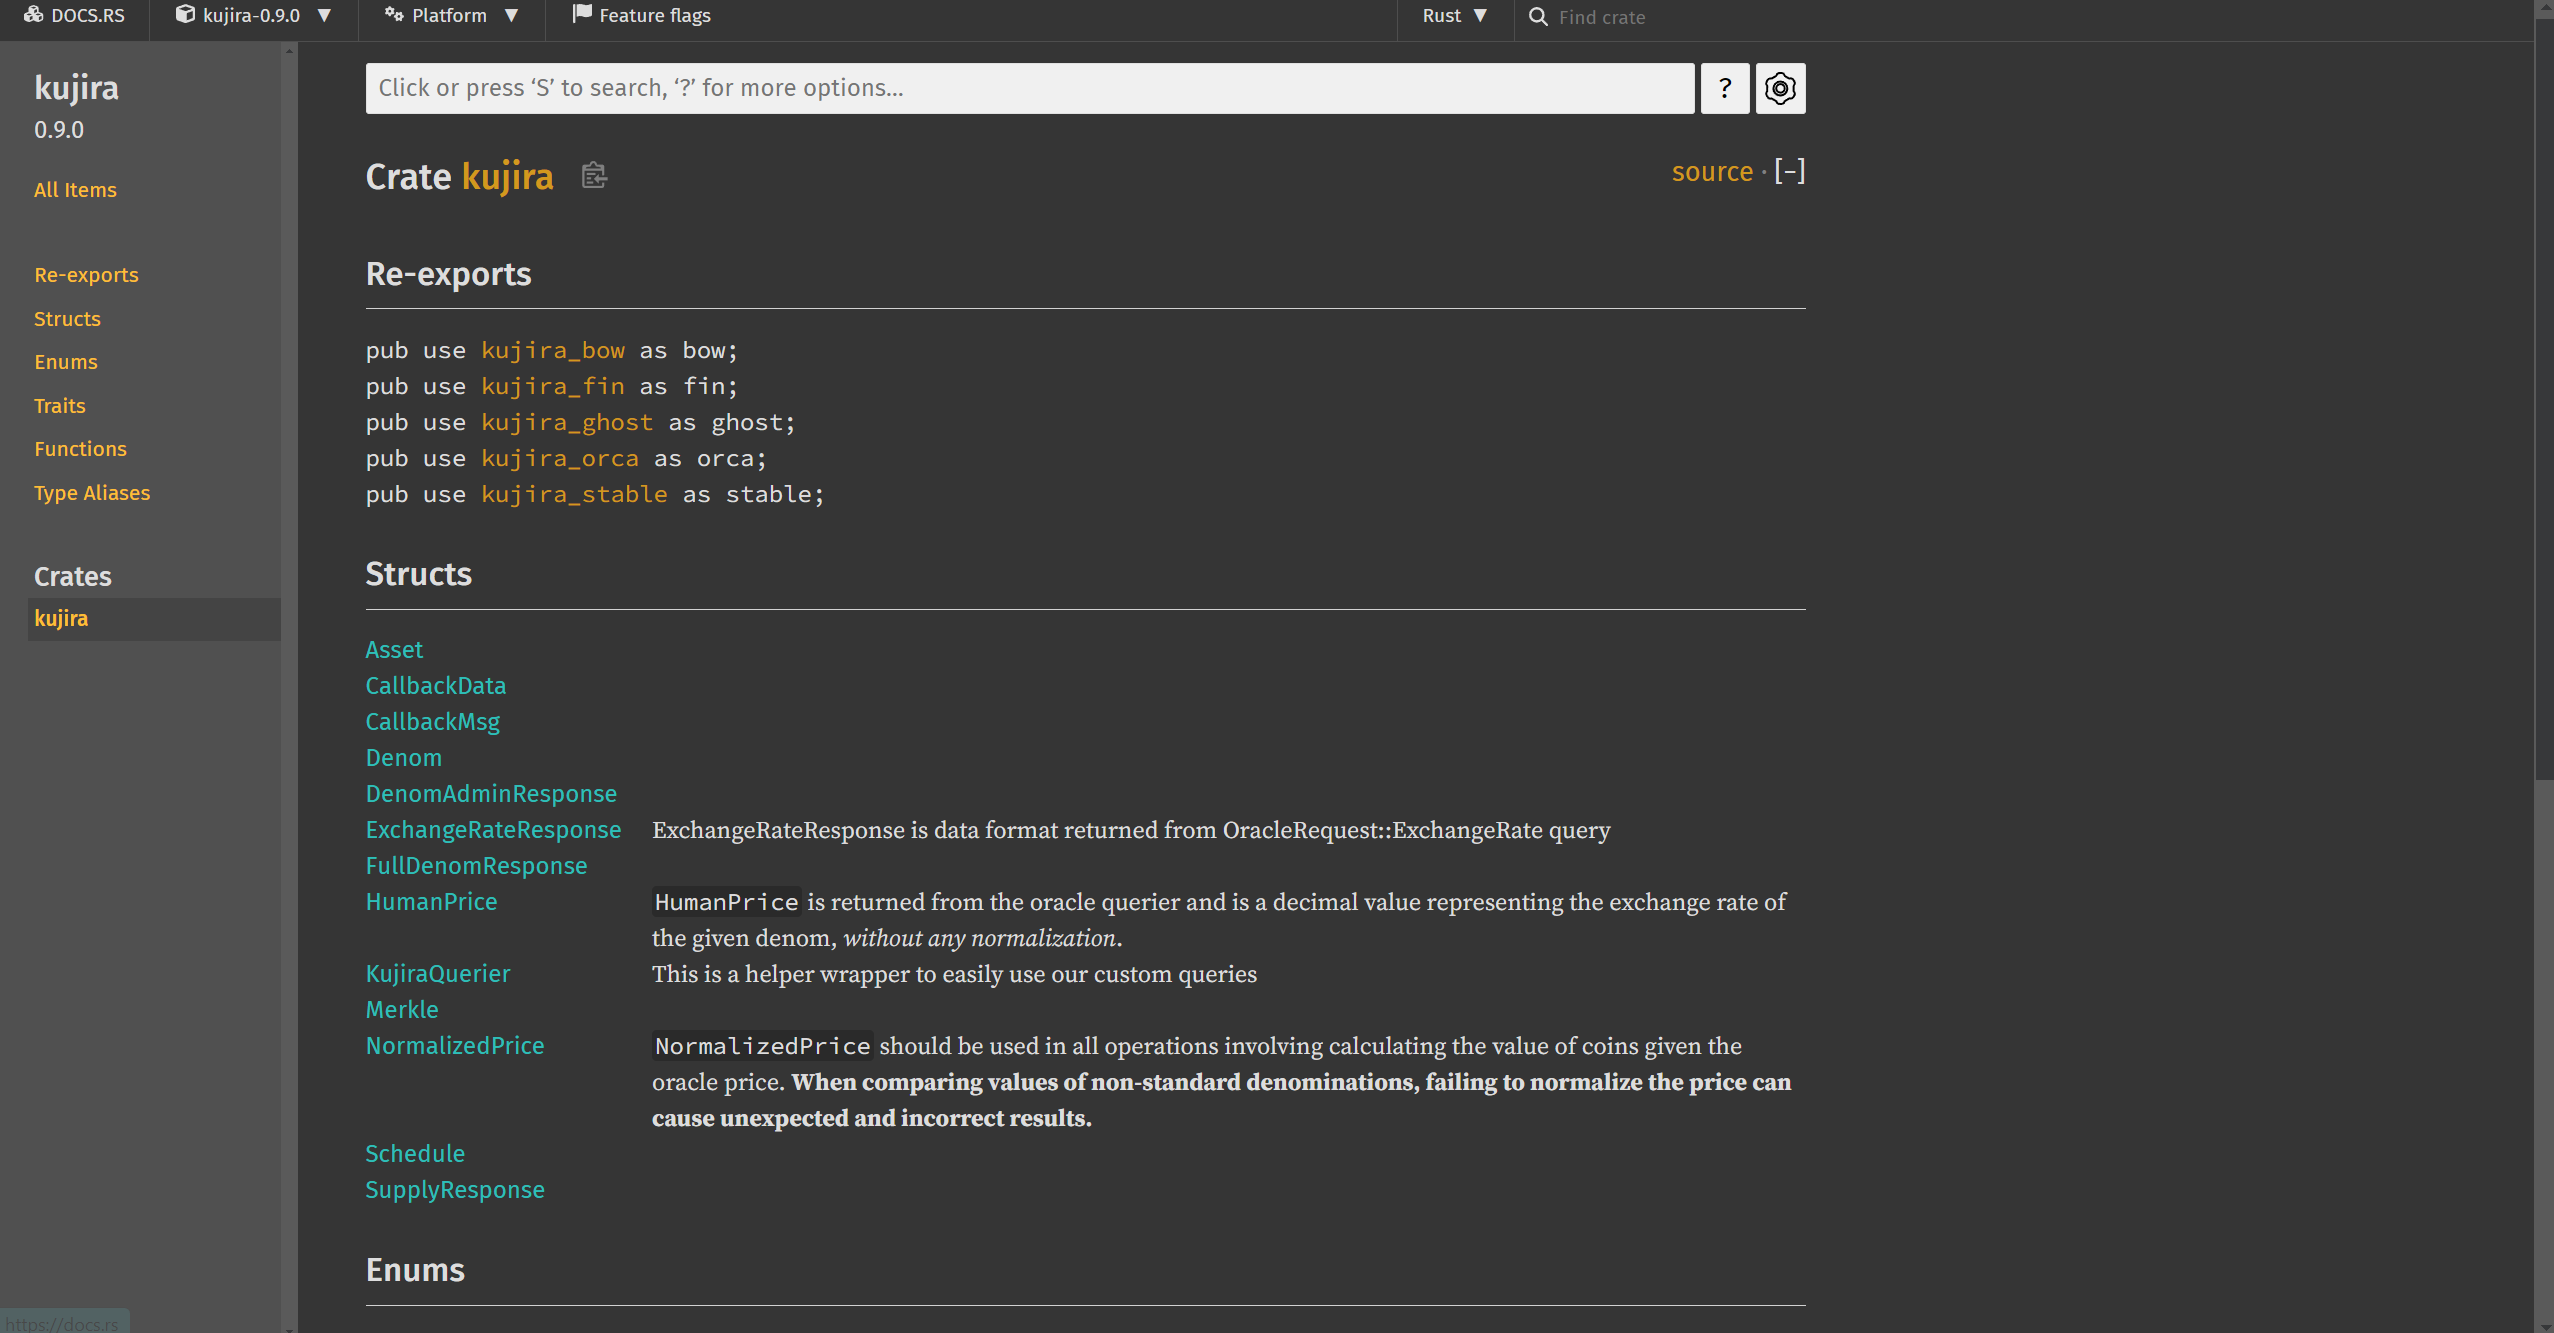 DOCS.RS kujira-0.9.0 Platform Feature flags Rust Find crate
kujira
0.9.0
All Items
Re-exports
Structs
Enums
Traits
Functions
Type Aliases
Crates
kujira
Click or press ‘S’ to search, ‘?’ for more options… ?
Crate kujira source · [−]
Re-exports
pub use kujira_bow as bow;
pub use kujira_fin as fin;
pub use kujira_ghost as ghost;
pub use kujira_orca as orca;
pub use kujira_stable as stable;
Structs
Asset
CallbackData
CallbackMsg
Denom
DenomAdminResponse
ExchangeRateResponse ExchangeRateResponse is data format returned from OracleRequest::ExchangeRate query
FullDenomResponse
HumanPrice HumanPrice is returned from the oracle querier and is a decimal value representing the exchange rate of
the given denom, without any normalization.
KujiraQuerier This is a helper wrapper to easily use our custom queries
Merkle
NormalizedPrice NormalizedPrice should be used in all operations involving calculating the value of coins given the
oracle price. When comparing values of non-standard denominations, failing to normalize the price can
cause unexpected and incorrect results.
Schedule
SupplyResponse
Enums
https://docs.rs